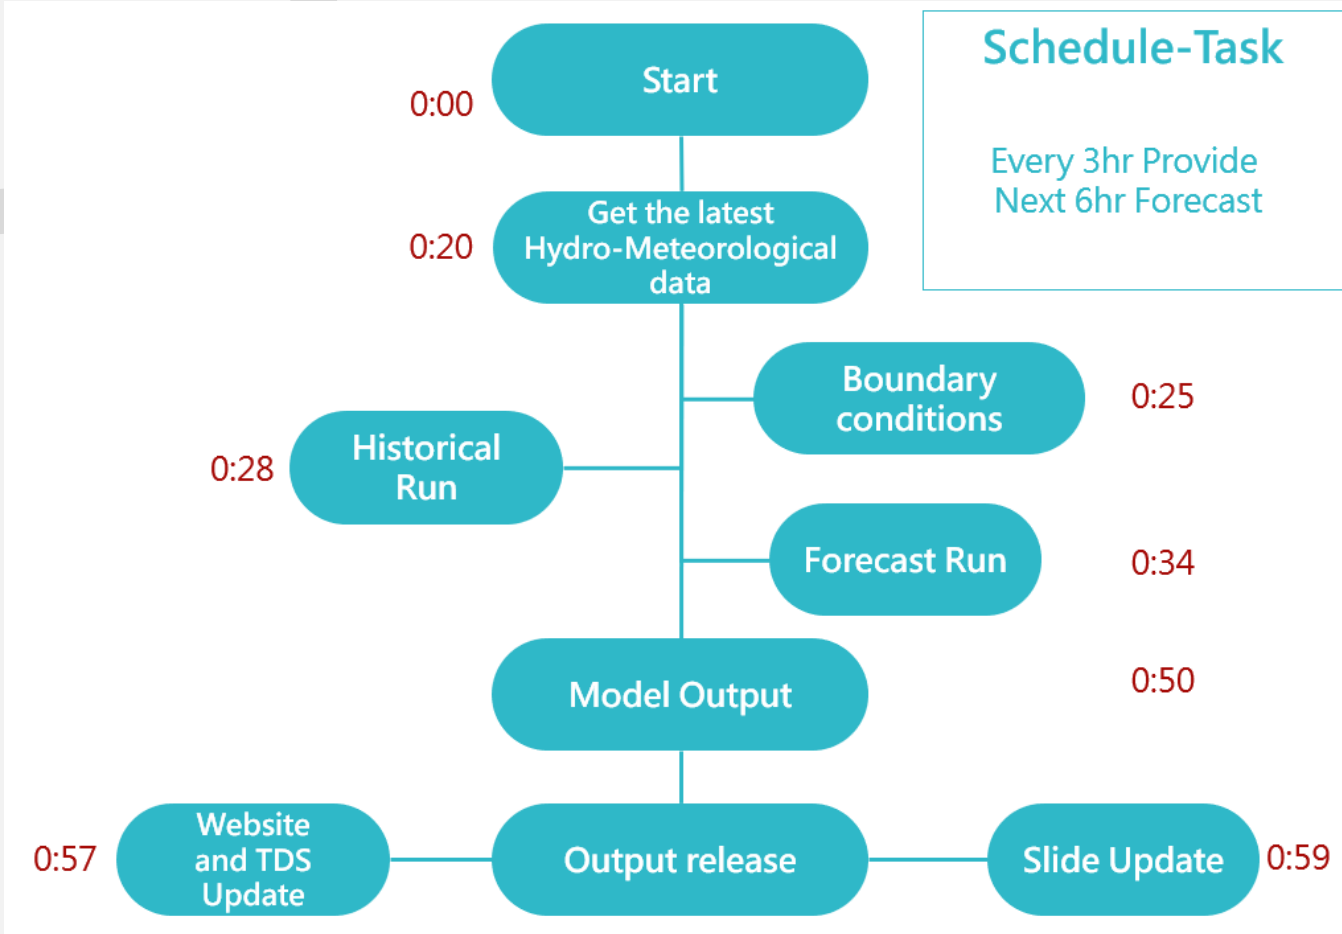 Schedule-Task
Every 3hr Provide
Next 6hr Forecast
Start
0:00
Get the latest
Hydro-Meteorological
data
0:20
Boundary
conditions
0:25
Historical
Run
0:28
Forecast Run
0:34
Model Output
0:50
0:57
Website
and TDS
Update
Output release
Slide Update
0:59